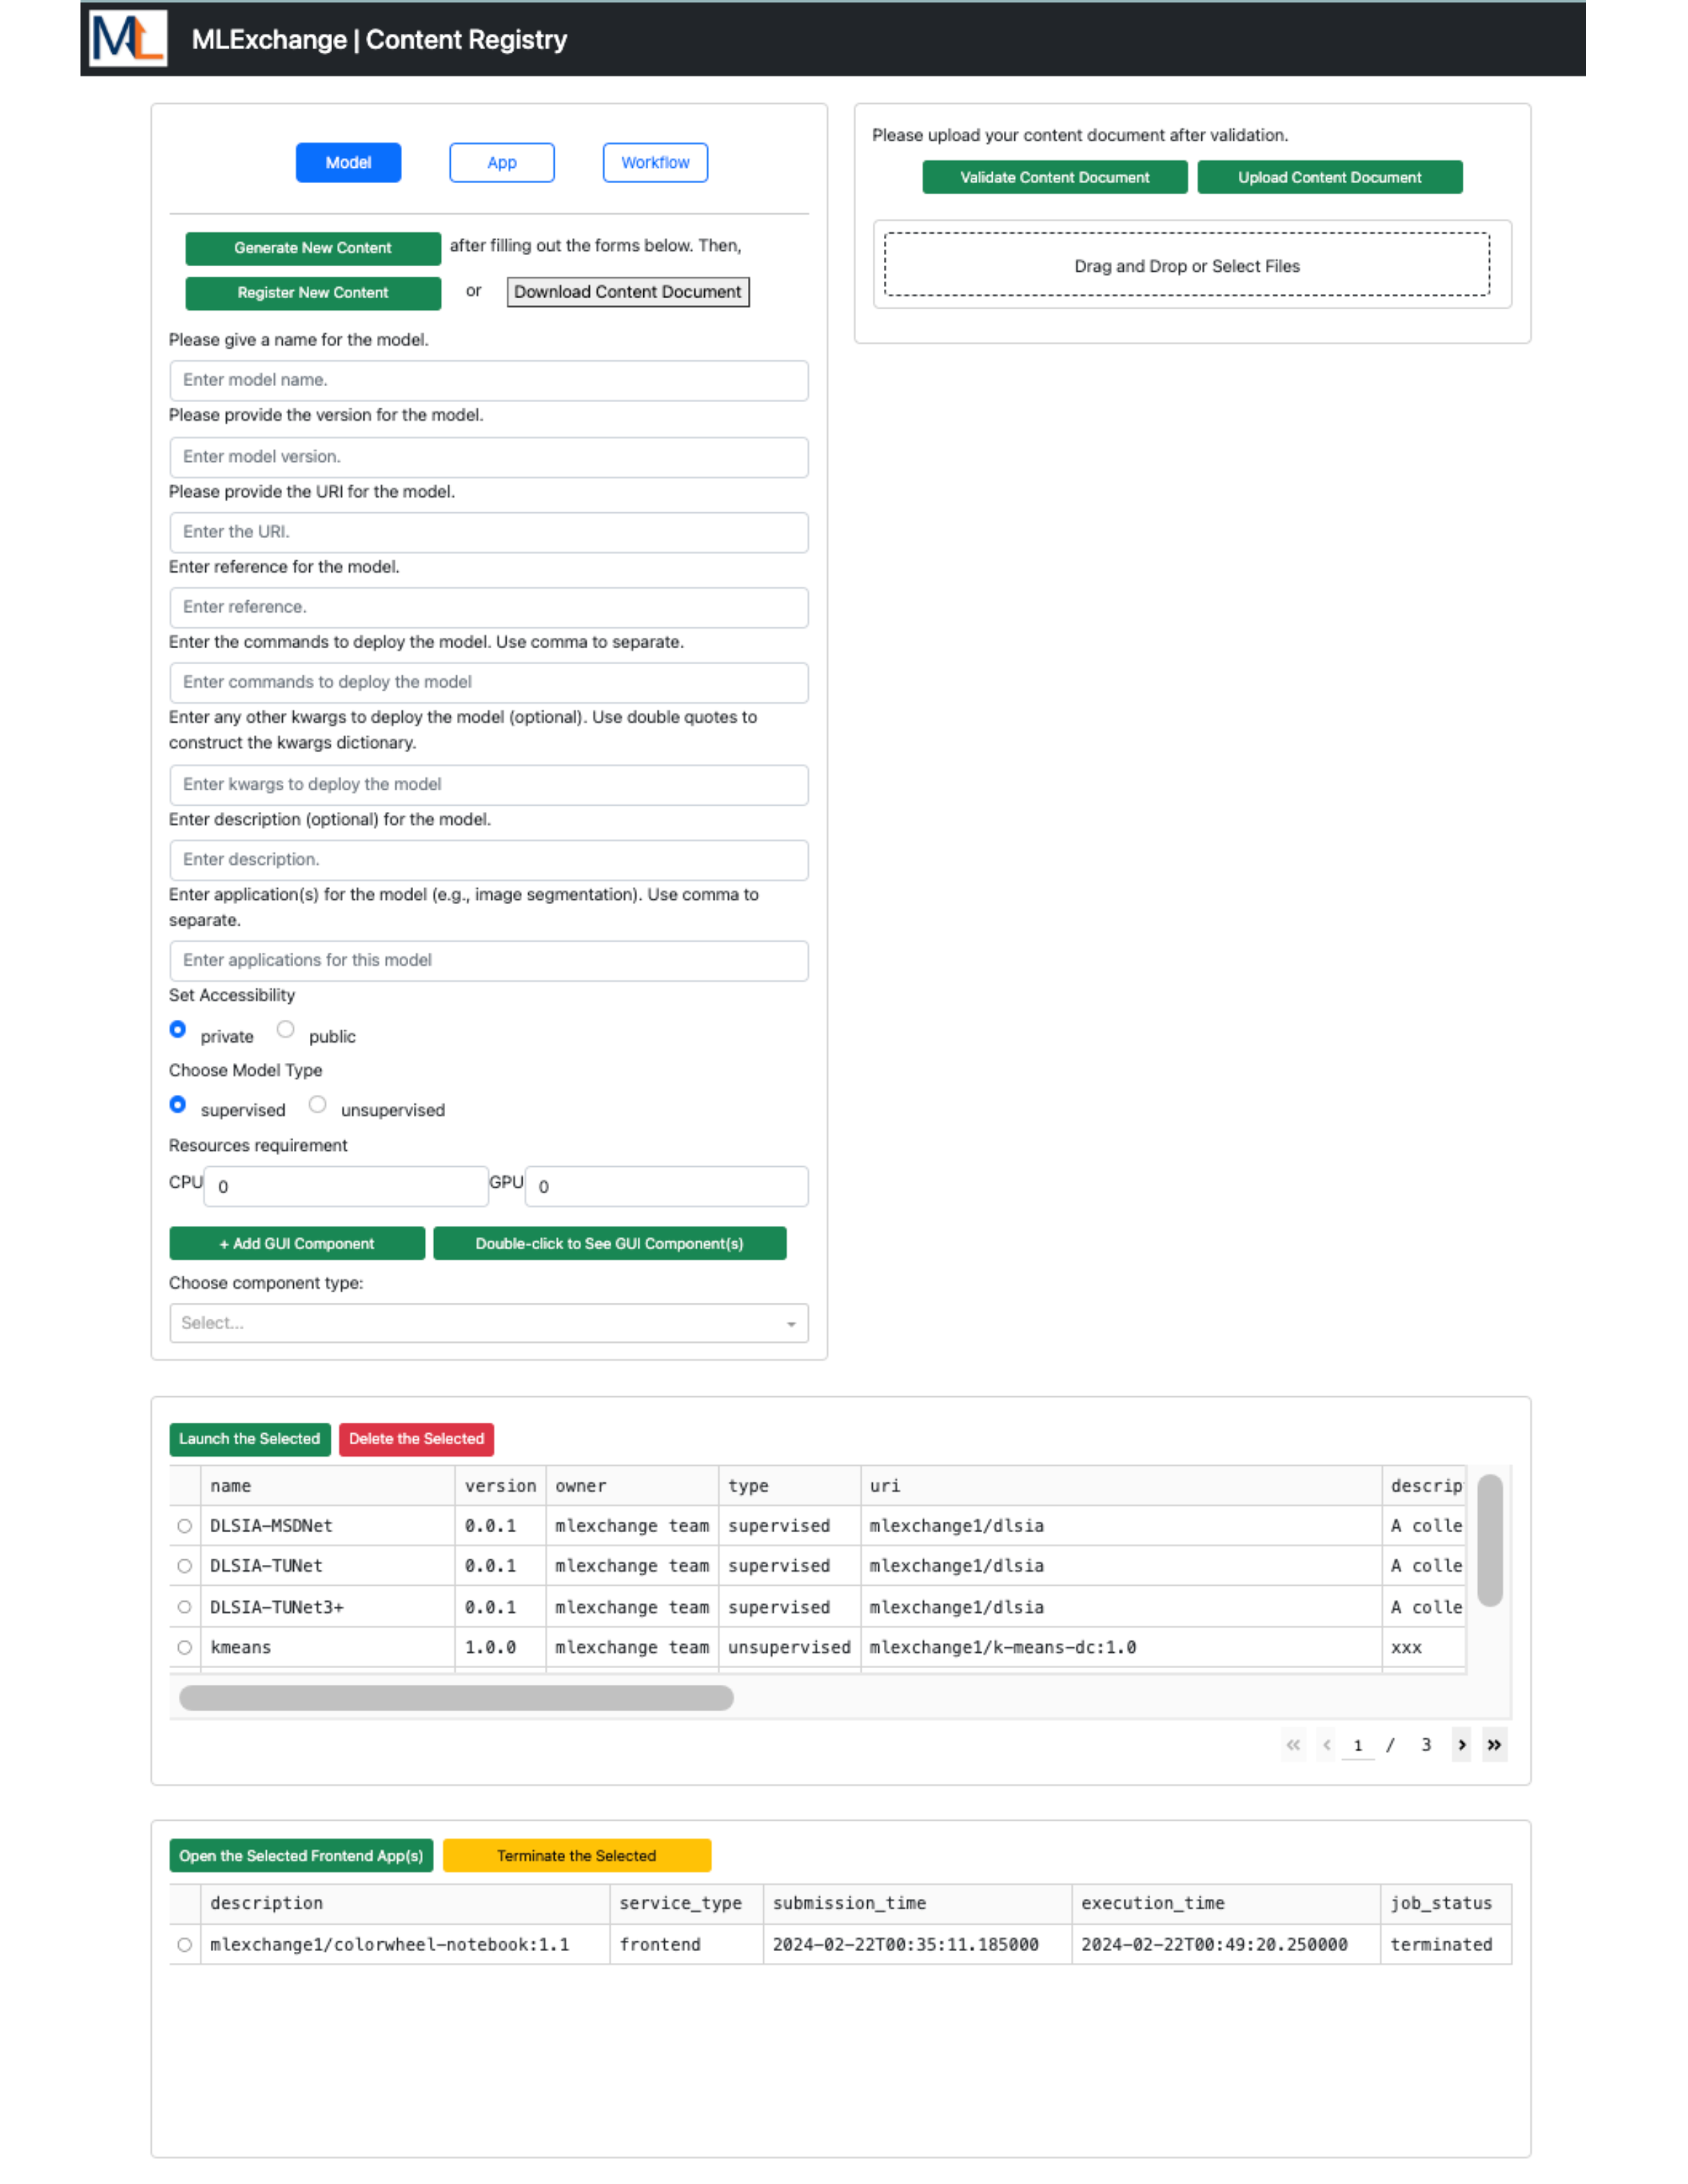 ML MLExchange | Content Registry
Model App Workflow
Generate New Content after filling out the forms below. Then,
Register New Content or Download Content Document
Please give a name for the model.
Enter model name.
Please provide the version for the model.
Enter model version.
Please provide the URI for the model.
Enter the URI.
Enter reference for the model.
Enter reference.
Enter the commands to deploy the model. Use comma to separate.
Enter commands to deploy the model
Enter any other kwargs to deploy the model (optional). Use double quotes to
construct the kwargs dictionary.
Enter kwargs to deploy the model
Enter description (optional) for the model.
Enter description.
Enter application(s) for the model (e.g., image segmentation). Use comma to
separate.
Enter applications for this model
Set Accessibility
private public
Choose Model Type
supervised unsupervised
Resources requirement
CPU 0 GPU 0
+ Add GUI Component Double-click to See GUI Component(s)
Choose component type:
Select...
Please upload your content document after validation.
Validate Content Document Upload Content Document
Drag and Drop or Select Files
Launch the Selected Delete the Selected
name version owner type uri descrip
DLSIA-MSDNet 0.0.1 mlexchange team supervised mlexchange1/dlsia A colle
DLSIA-TUNet 0.0.1 mlexchange team supervised mlexchange1/dlsia A colle
DLSIA-TUNet3+ 0.0.1 mlexchange team supervised mlexchange1/dlsia A colle
kmeans 1.0.0 mlexchange team unsupervised mlexchange1/k-means-dc:1.0 xxx
« ‹ 1 / 3 › »
Open the Selected Frontend App(s) Terminate the Selected
description service_type submission_time execution_time job_status
mlexchange1/colorwheel-notebook:1.1 frontend 2024-02-22T00:35:11.185000 2024-02-22T00:49:20.250000 terminated